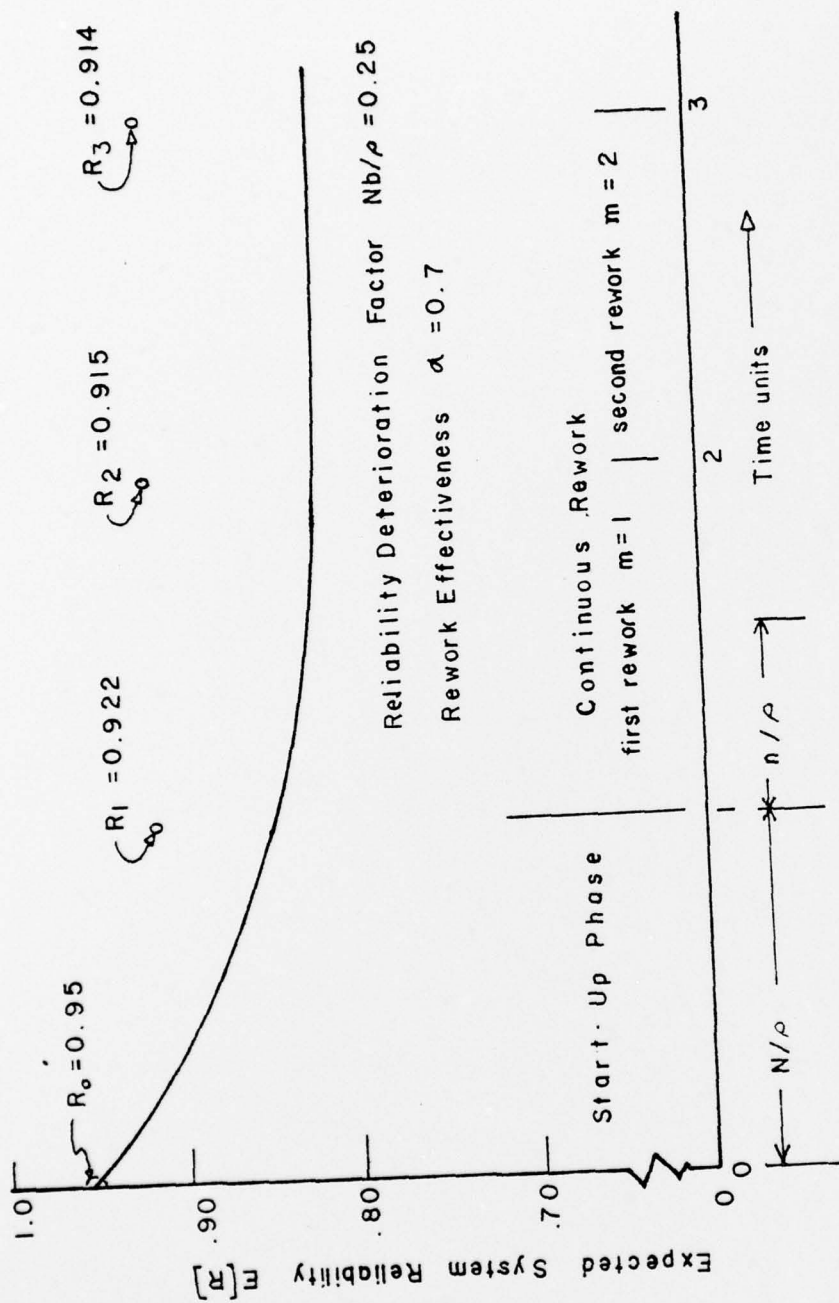 Expected System Reliability E[R]
1.0
.90
.80
.70
0
R₀=0.95
R₁=0.922
R₂=0.915
R₃=0.914
Reliability Deterioration Factor Nb/ρ=0.25
Rework Effectiveness α=0.7
Start-Up Phase
Continuous Rework
first rework m=1
second rework m=2
0
2
3
N/ρ
n/ρ
Time units